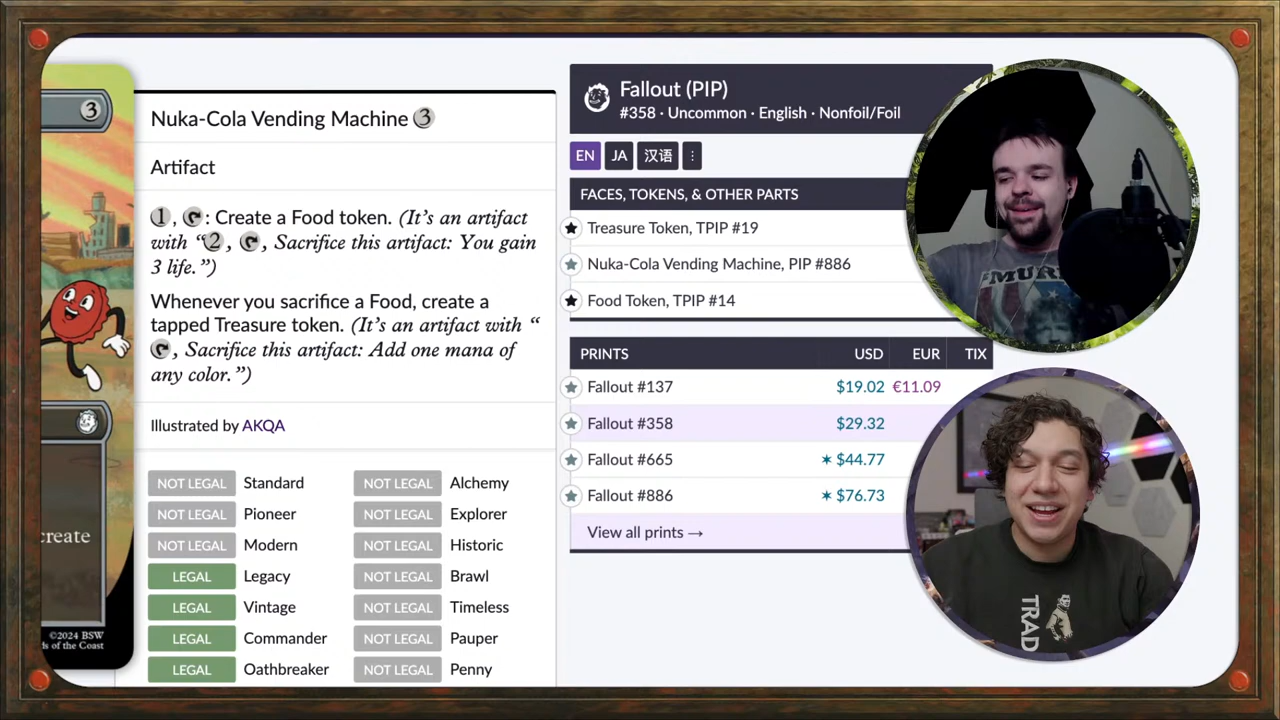 3
Nuka-Cola Vending Machine 3
Artifact
1, : Create a Food token. (It's an artifact
with “2, , Sacrifice this artifact: You gain
3 life.”)
Whenever you sacrifice a Food, create a
tapped Treasure token. (It's an artifact with “
, Sacrifice this artifact: Add one mana of
any color.”)
Illustrated by AKQA
NOT LEGAL Standard NOT LEGAL Alchemy
NOT LEGAL Pioneer NOT LEGAL Explorer
NOT LEGAL Modern NOT LEGAL Historic
LEGAL Legacy NOT LEGAL Brawl
LEGAL Vintage NOT LEGAL Timeless
LEGAL Commander NOT LEGAL Pauper
LEGAL Oathbreaker NOT LEGAL Penny
create
©2024 BSW
ds of the Coast
Fallout (PIP)
#358 · Uncommon · English · Nonfoil/Foil
EN JA 汉语 ⋮
FACES, TOKENS, & OTHER PARTS
Treasure Token, TPIP #19
Nuka-Cola Vending Machine, PIP #886
Food Token, TPIP #14
PRINTS USD EUR TIX
Fallout #137 $19.02 €11.09
Fallout #358 $29.32
Fallout #665 ✶ $44.77
Fallout #886 ✶ $76.73
View all prints →
TRAD